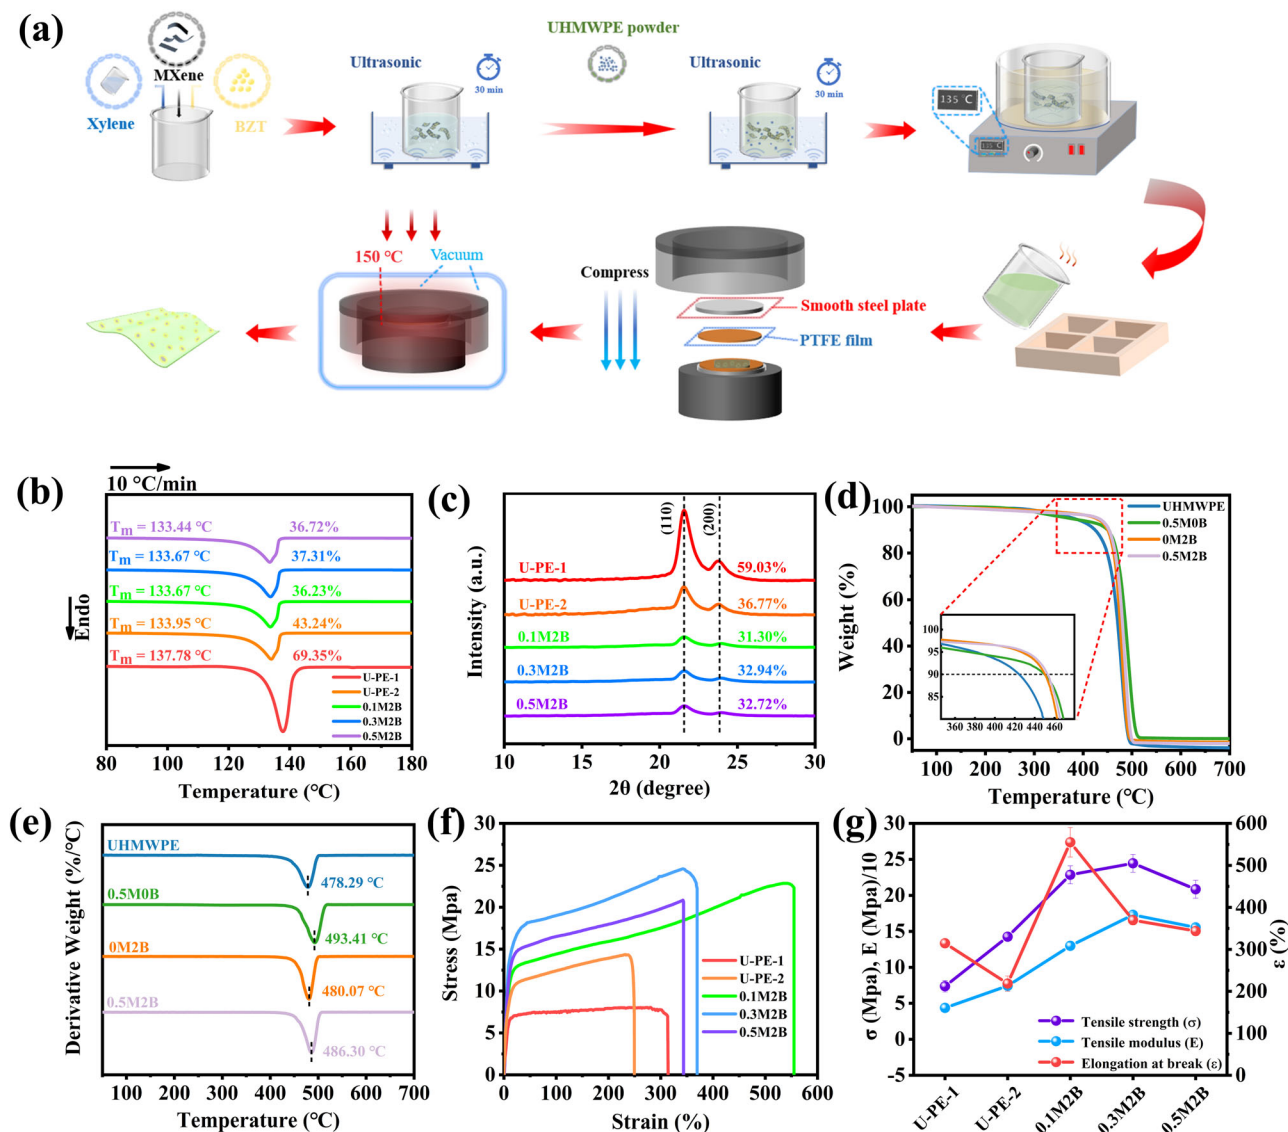 (a)
UHMWPE powder
MXene
Xylene
BZT
Ultrasonic
30 min
Ultrasonic
30 min
135 ℃
135 ℃
150 ℃
Vacuum
Compress
Smooth steel plate
PTFE film
(b)
10 ℃/min
Endo
Tm = 133.44 ℃ 36.72%
Tm = 133.67 ℃ 37.31%
Tm = 133.67 ℃ 36.23%
Tm = 133.95 ℃ 43.24%
Tm = 137.78 ℃ 69.35%
U-PE-1
U-PE-2
0.1M2B
0.3M2B
0.5M2B
80 100 120 140 160 180
Temperature (℃)
(c)
Intensity (a.u.)
(110)
(200)
U-PE-1 59.03%
U-PE-2 36.77%
0.1M2B 31.30%
0.3M2B 32.94%
0.5M2B 32.72%
10 15 20 25 30
2θ (degree)
(d)
Weight (%)
100
80
60
40
20
0
UHMWPE
0.5M0B
0M2B
0.5M2B
100
95
90
85
360 380 400 420 440 460
100 200 300 400 500 600 700
Temperature (℃)
(e)
Derivative Weight (%/℃)
UHMWPE
478.29 ℃
0.5M0B
493.41 ℃
0M2B
480.07 ℃
0.5M2B
486.30 ℃
100 200 300 400 500 600 700
Temperature (℃)
(f)
Stress (Mpa)
30
25
20
15
10
5
0
U-PE-1
U-PE-2
0.1M2B
0.3M2B
0.5M2B
0 100 200 300 400 500 600
Strain (%)
(g)
σ (Mpa), E (Mpa)/10
30
25
20
15
10
5
0
-5
Tensile strength (σ)
Tensile modulus (E)
Elongation at break (ε)
600
500
400
300
200
100
0
ε (%)
U-PE-1
U-PE-2
0.1M2B
0.3M2B
0.5M2B